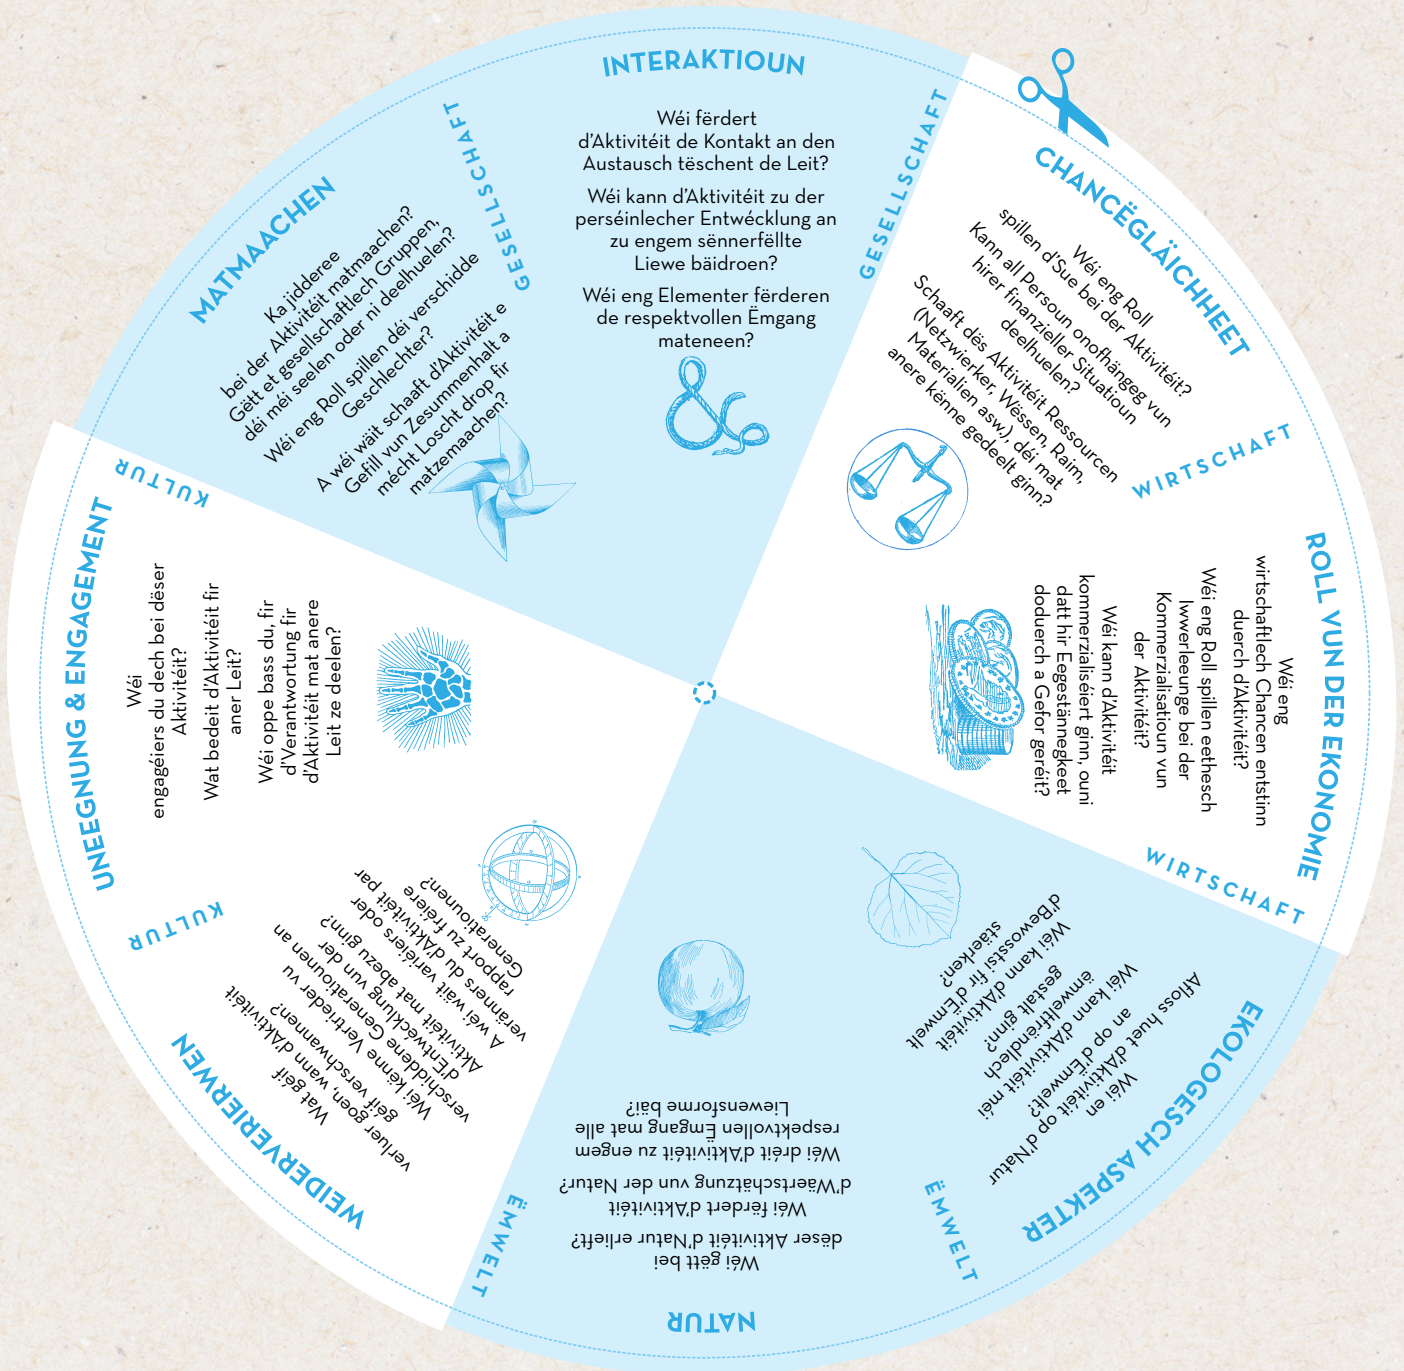 INTERAKTIOUN
Wéi fërdert
d'Aktivitéit de Kontakt an den
Austausch tëschent de Leit?
Wéi kann d'Aktivitéit zu der
perséinlecher Entwécklung an
zu engem sënnerfëllte
Liewe bäidroen?
Wéi eng Elementer fërderen
de respektvollen Ëmgang
mateneen?
GESELLSCHAFT
CHANCËGLÄICHHEET
Wéi eng Roll
spillen d'Sue bei der Aktivitéit?
Kann all Persoun onofhängeg vun
hirer finanzieller Situatioun
deelhuelen?
Schaaft dës Aktivitéit Ressourcen
(Netzwierker, Wëssen, Raim,
Materialien asw.), déi mat
anere kënne gedeelt ginn?
WIRTSCHAFT
ROLL VUN DER EKONOMIE
Wéi eng
wirtschaftlech Chancen entstinn
duerch d'Aktivitéit?
Wéi eng Roll spillen eethesch
Iwwerleeunge bei der
Kommerzialisatioun vun
der Aktivitéit?
Wéi kann d'Aktivitéit
kommerzialiséiert ginn, ouni
datt hir Eegestännegkeet
doduerch a Gefor geréit?
WIRTSCHAFT
EKOLOGESCH ASPEKTER
Wéi en
Afloss huet d'Aktivitéit op d'Natur
an op d'Ëmwelt?
Wéi kann d'Aktivitéit méi
ëmweltfrëndlech
gestalt ginn?
Wéi kann d'Aktivitéit
d'Bewosstsi fir d'Ëmwelt
stäerken?
ËMWELT
NATUR
Wéi gëtt bei
dëser Aktivitéit d'Natur erlieft?
Wéi fërdert d'Aktivitéit
d'Wäertschätzung vun der Natur?
Wéi dréit d'Aktivitéit zu engem
respektvollen Ëmgang mat alle
Liewensforme bäi?
ËMWELT
WEIDERVERIERWEN
Wat géif
verluer goen, wann d'Aktivitéit
géif verschwannen?
Wéi kënne Vertrieder vu
verschiddene Generatiounen an
d'Entwécklung vun der
Aktivitéit mat abezu ginn?
A wéi wäit variéiers oder
veränners du d'Aktivitéit par
rapport zu fréiere
Generatiounen?
KULTUR
UNEEGNUNG & ENGAGEMENT
Wéi
engagéiers du dech bei dëser
Aktivitéit?
Wat bedeit d'Aktivitéit fir
aner Leit?
Wéi oppe bass du, fir
d'Verantwortung fir
d'Aktivitéit mat anere
Leit ze deelen?
KULTUR
MATMAACHEN
Ka jidderee
bei der Aktivitéit matmaachen?
Gëtt et gesellschaftlech Gruppen,
déi méi seelen oder ni deelhuelen?
Wéi eng Roll spillen déi verschidde
Geschlechter?
A wéi wäit schaaft d'Aktivitéit e
Gefill vun Zesummenhalt a
mécht Loscht drop fir
matzemaachen?
GESELLSCHAFT